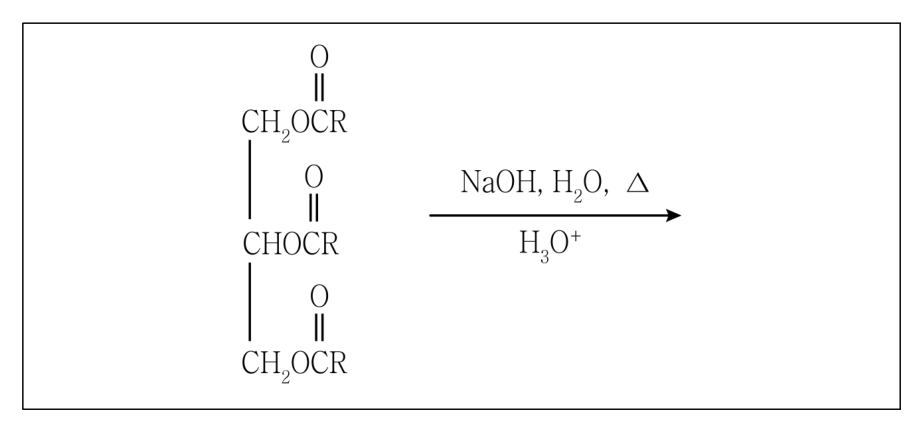 O
CH₂OCR
O
CHOCR
O
CH₂OCR
NaOH, H₂O, Δ
H₃O⁺